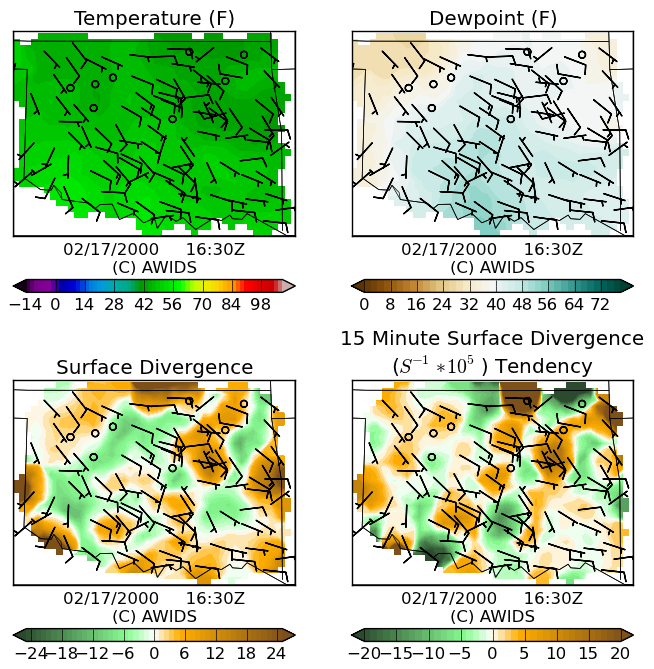 Temperature (F)
Dewpoint (F)
02/17/2000 16:30Z
(C) AWIDS
02/17/2000 16:30Z
(C) AWIDS
−14 0 14 28 42 56 70 84 98
0 8 16 24 32 40 48 56 64 72
Surface Divergence
15 Minute Surface Divergence
(S⁻¹ *10⁵ ) Tendency
02/17/2000 16:30Z
(C) AWIDS
02/17/2000 16:30Z
(C) AWIDS
−24 −18 −12 −6 0 6 12 18 24
−20 −15 −10 −5 0 5 10 15 20